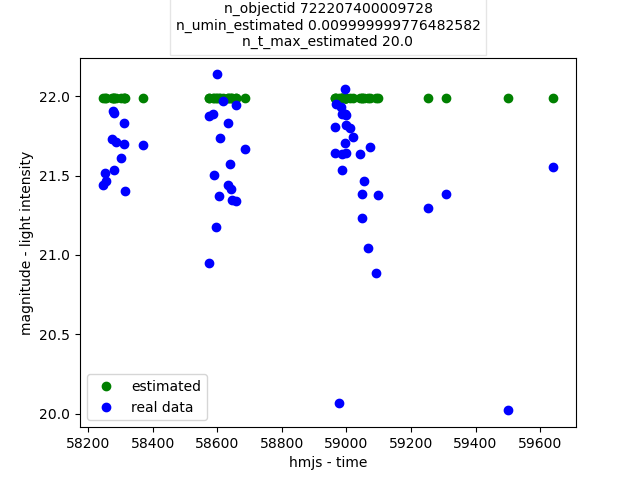 n_objectid 722207400009728
n_umin_estimated 0.009999999776482582
n_t_max_estimated 20.0
22.0
21.5
21.0
20.5
20.0
magnitude - light intensity
estimated
real data
58200 58400 58600 58800 59000 59200 59400 59600
hmjs - time